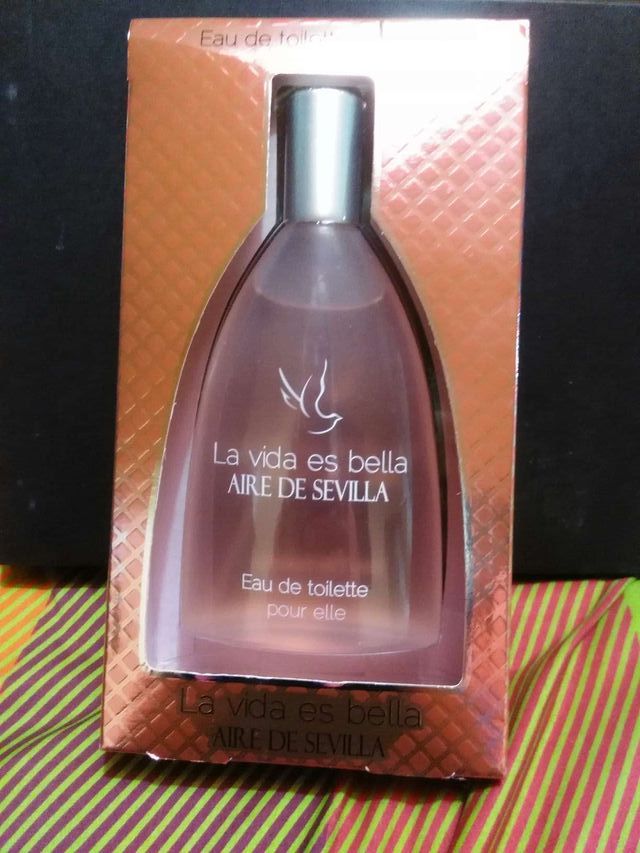 Eau de toilette
La vida es bella
AIRE DE SEVILLA
Eau de toilette
pour elle
La vida es bella
AIRE DE SEVILLA